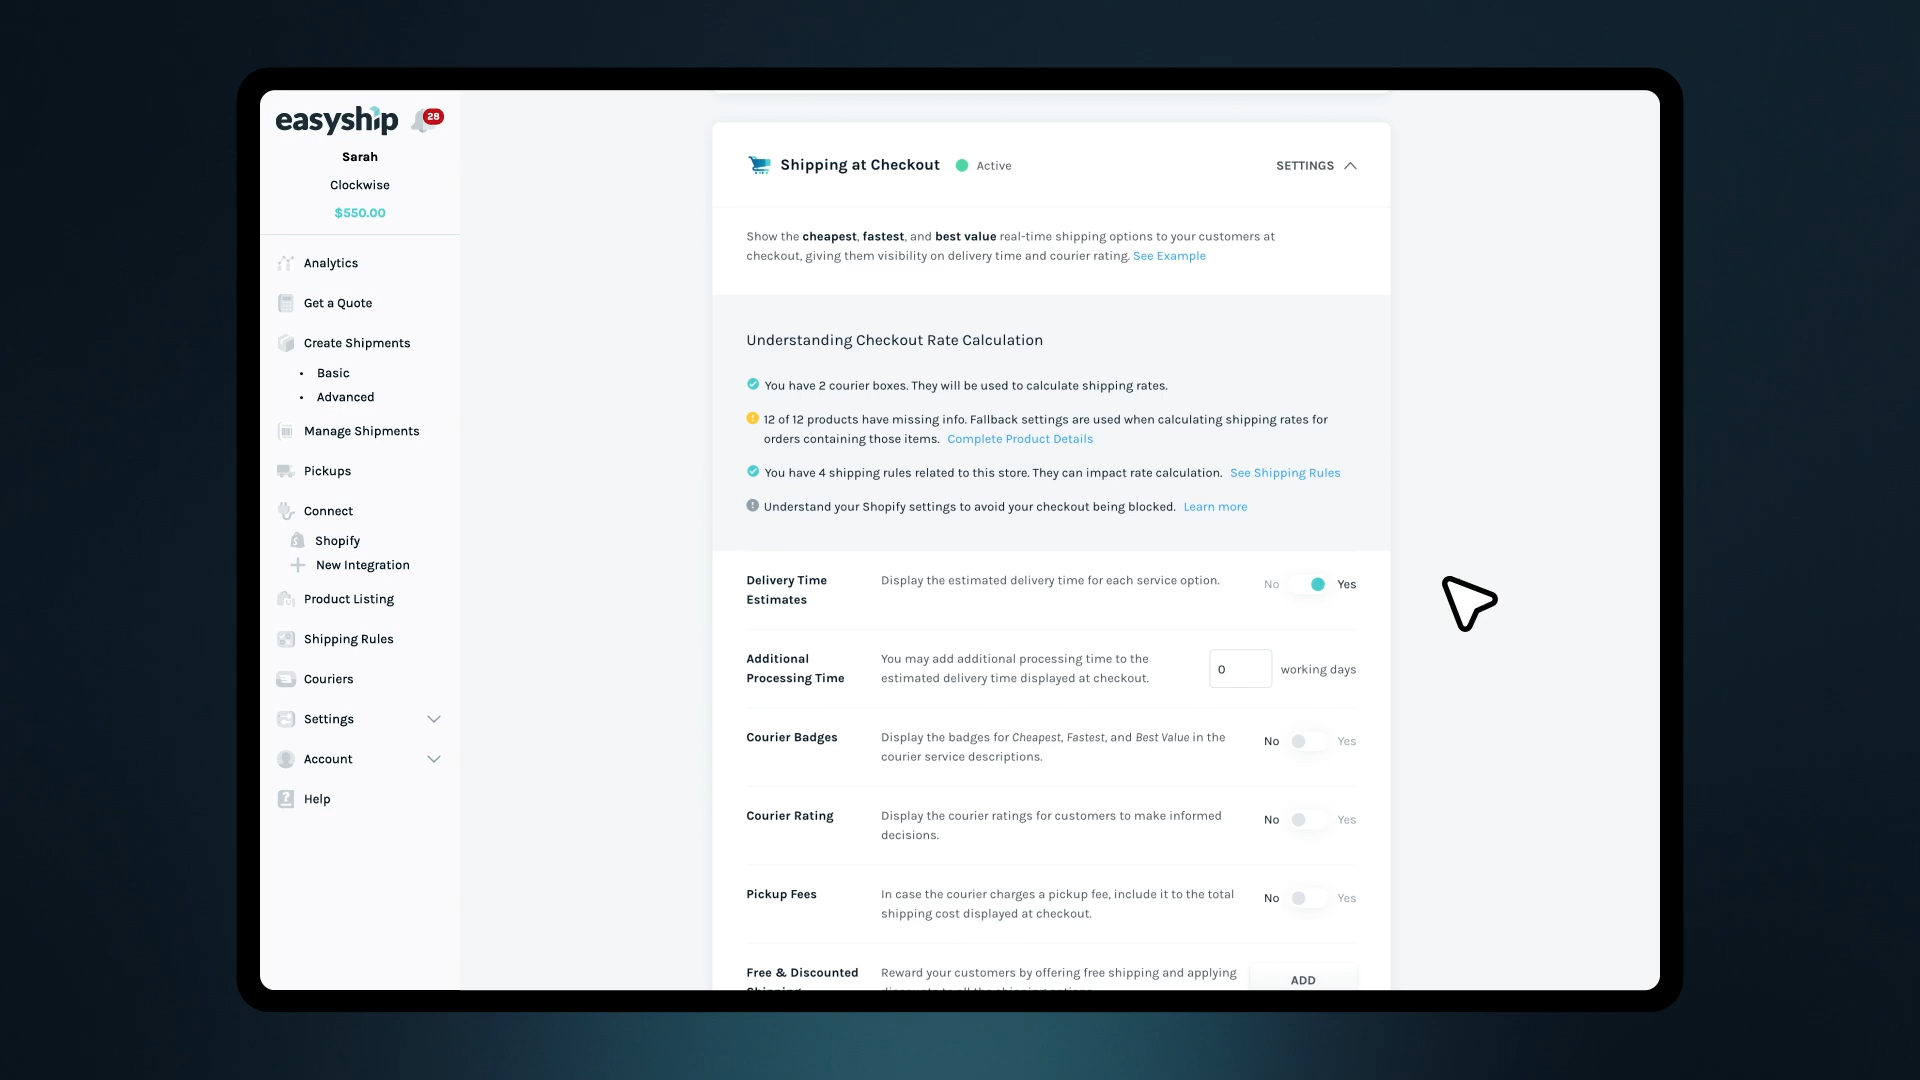 easyship
28
Sarah
Clockwise
$550.00
Analytics
Get a Quote
Create Shipments
Basic
Advanced
Manage Shipments
Pickups
Connect
Shopify
New Integration
Product Listing
Shipping Rules
Couriers
Settings
Account
Help
Shipping at Checkout
Active
SETTINGS
Show the cheapest, fastest, and best value real-time shipping options to your customers at
checkout, giving them visibility on delivery time and courier rating. See Example
Understanding Checkout Rate Calculation
You have 2 courier boxes. They will be used to calculate shipping rates.
12 of 12 products have missing info. Fallback settings are used when calculating shipping rates for
orders containing those items. Complete Product Details
You have 4 shipping rules related to this store. They can impact rate calculation. See Shipping Rules
Understand your Shopify settings to avoid your checkout being blocked. Learn more
Delivery Time
Estimates
Display the estimated delivery time for each service option.
No Yes
Additional
Processing Time
You may add additional processing time to the
estimated delivery time displayed at checkout.
0 working days
Courier Badges
Display the badges for Cheapest, Fastest, and Best Value in the
courier service descriptions.
No Yes
Courier Rating
Display the courier ratings for customers to make informed
decisions.
No Yes
Pickup Fees
In case the courier charges a pickup fee, include it to the total
shipping cost displayed at checkout.
No Yes
Free & Discounted
Reward your customers by offering free shipping and applying
ADD